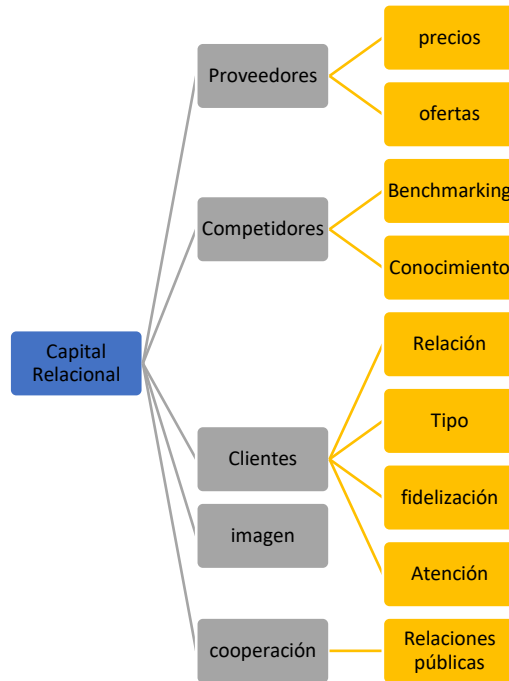 precios
Proveedores
ofertas
Benchmarking
Competidores
Conocimiento
Capital
Relacional
Relación
Tipo
Clientes
fidelización
imagen
Atención
cooperación
Relaciones
públicas